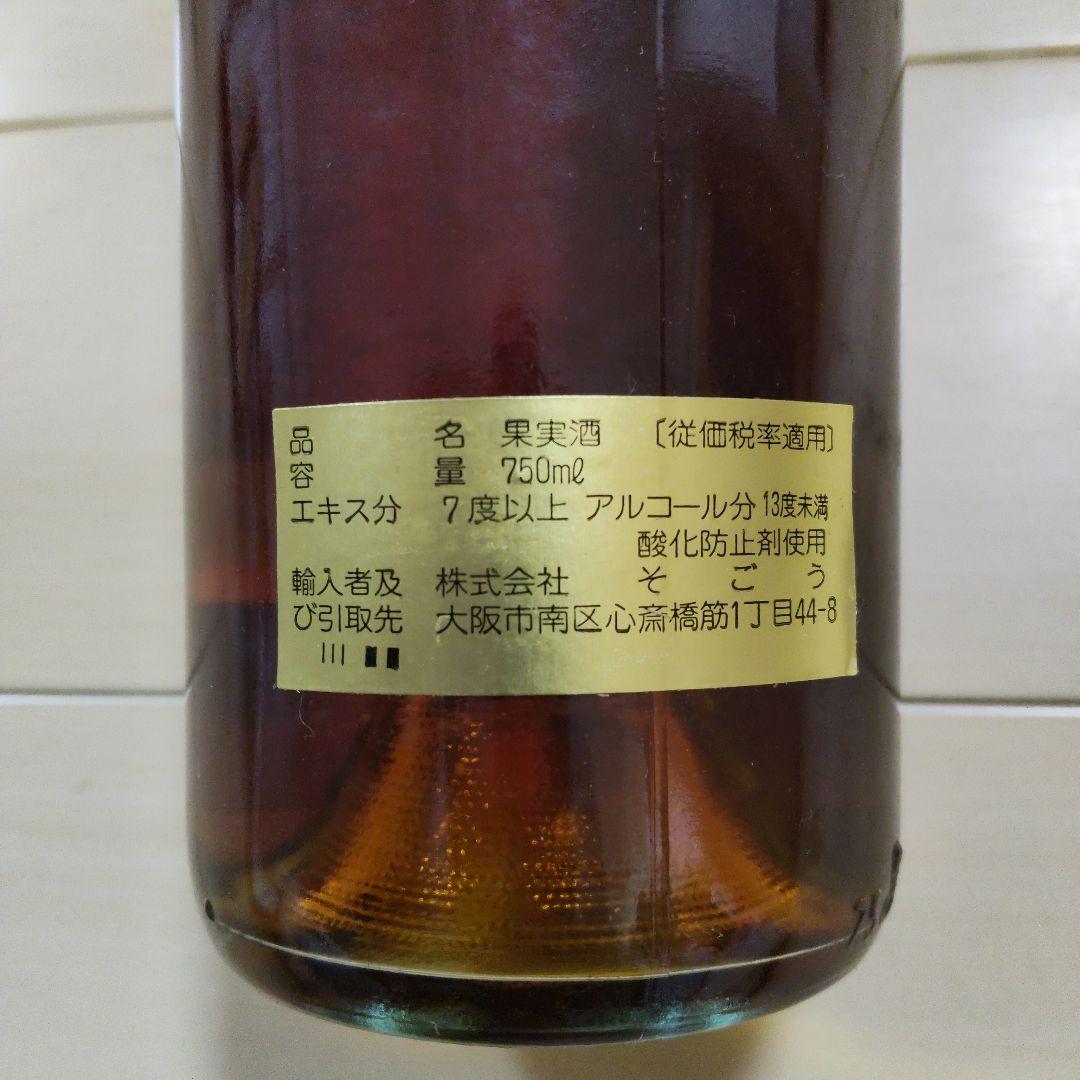 品名 果実酒 〔従価税率適用〕
容量 750mℓ
エキス分 7度以上 アルコール分13度未満
酸化防止剤使用
輸入者及 株式会社 そごう
び引取先 大阪市南区心斎橋筋1丁目44-8